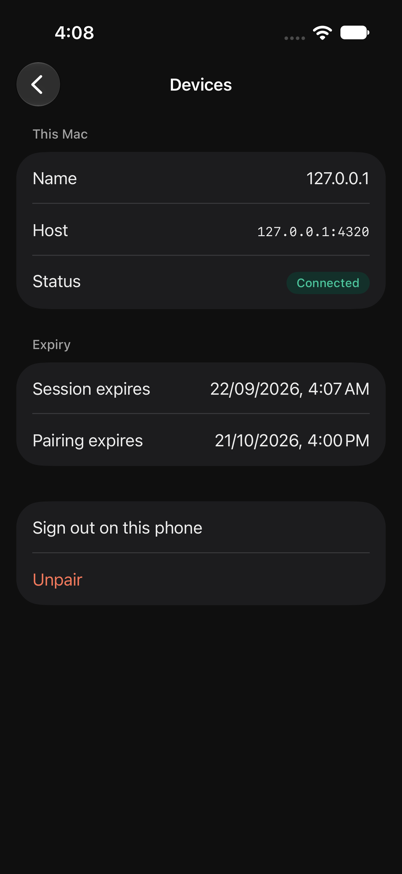 4:08
Devices
This Mac
Name 127.0.0.1
Host 127.0.0.1:4320
Status Connected
Expiry
Session expires 22/09/2026, 4:07 AM
Pairing expires 21/10/2026, 4:00 PM
Sign out on this phone
Unpair